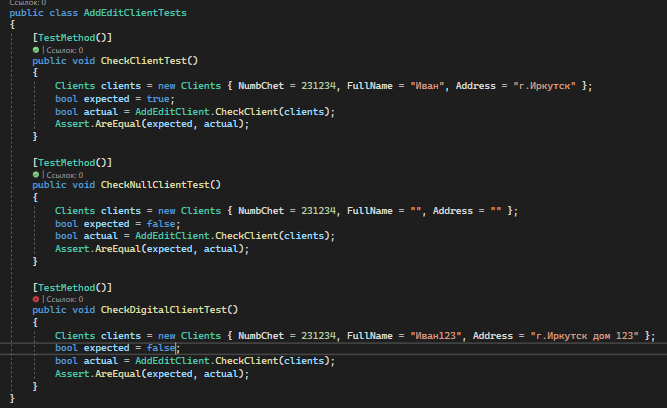 Ссылок: 0
public class AddEditClientTests
{
[TestMethod()]
| Ссылок: 0
public void CheckClientTest()
{
Clients clients = new Clients { NumbChet = 231234, FullName = "Иван", Address = "г.Иркутск" };
bool expected = true;
bool actual = AddEditClient.CheckClient(clients);
Assert.AreEqual(expected, actual);
}
[TestMethod()]
| Ссылок: 0
public void CheckNullClientTest()
{
Clients clients = new Clients { NumbChet = 231234, FullName = "", Address = "" };
bool expected = false;
bool actual = AddEditClient.CheckClient(clients);
Assert.AreEqual(expected, actual);
}
[TestMethod()]
| Ссылок: 0
public void CheckDigitalClientTest()
{
Clients clients = new Clients { NumbChet = 231234, FullName = "Иван123", Address = "г.Иркутск дом 123" };
bool expected = false;
bool actual = AddEditClient.CheckClient(clients);
Assert.AreEqual(expected, actual);
}
}